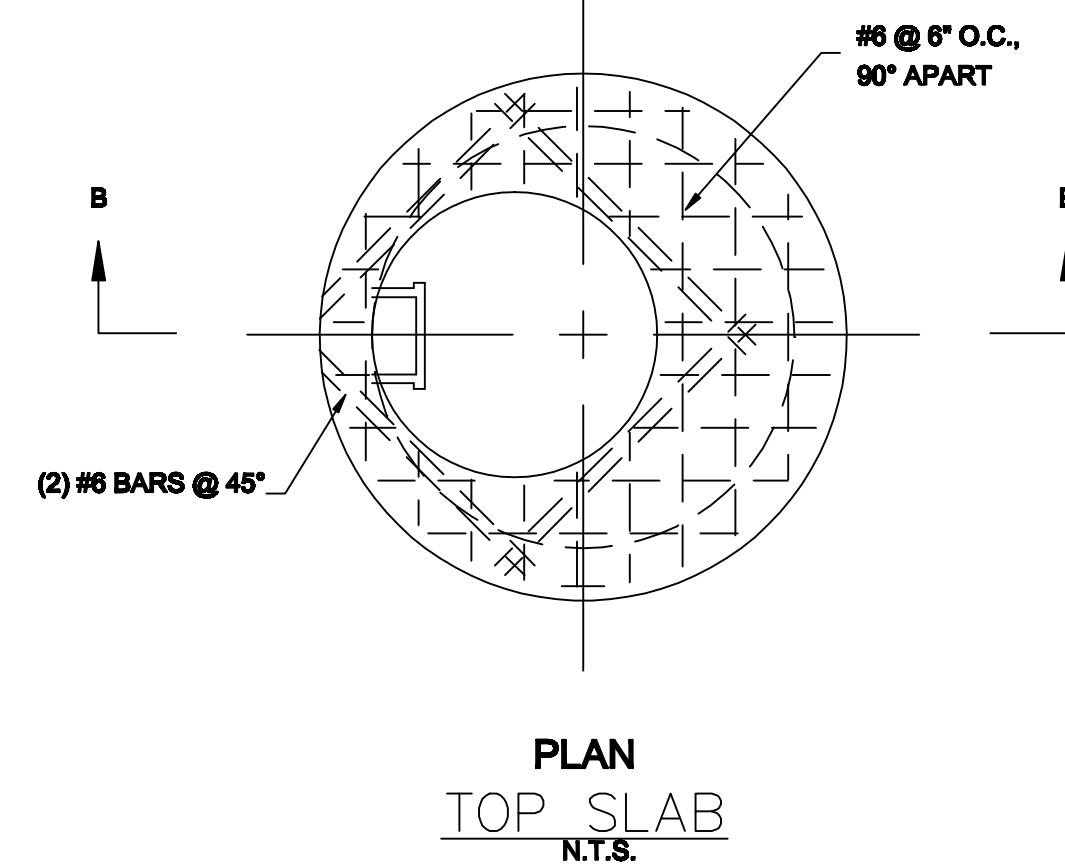 #6 @ 6" O.C.,
90° APART
B
(2) #6 BARS @ 45°
PLAN
TOP SLAB
N.T.S.